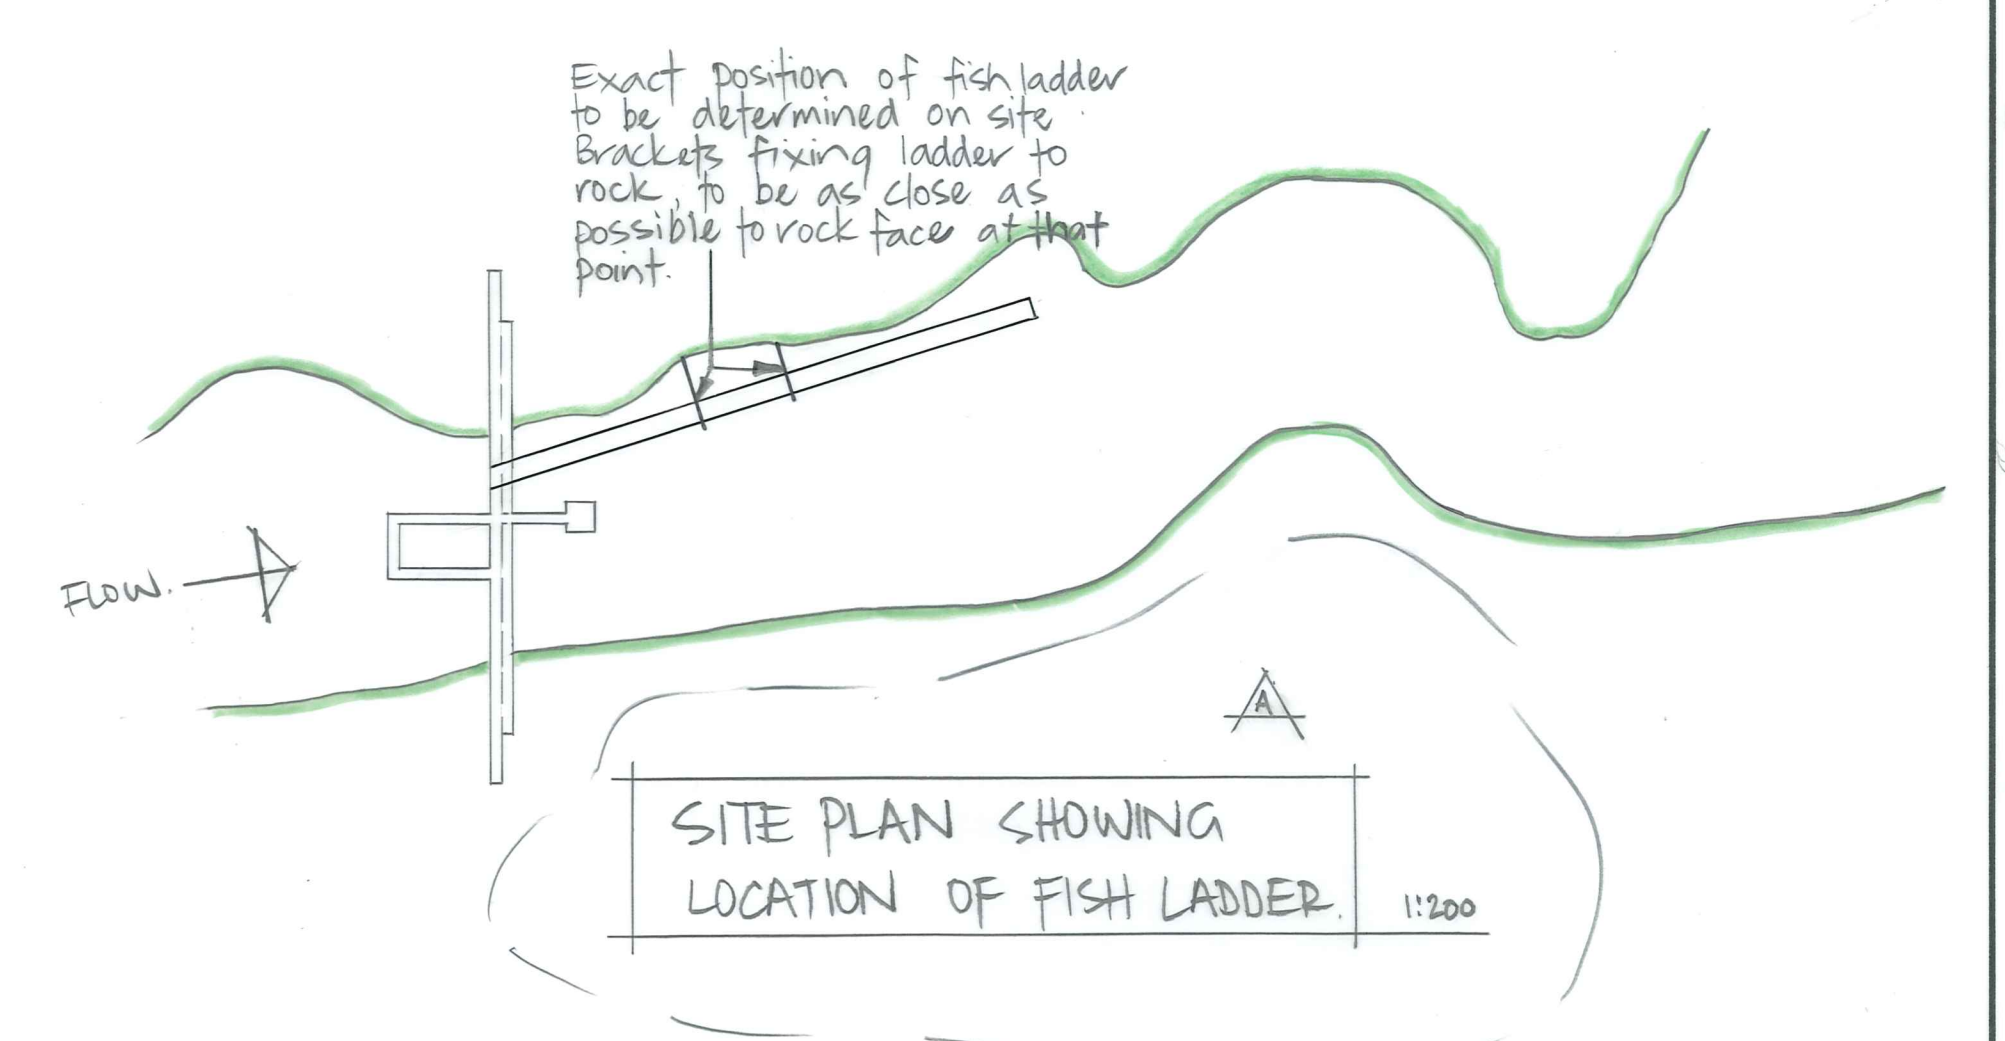 Exact position of fish ladder
to be determined on site
Brackets fixing ladder to
rock, to be as close as
possible to rock face at that
point.
FLOW.
A
SITE PLAN SHOWING
LOCATION OF FISH LADDER.
1:200